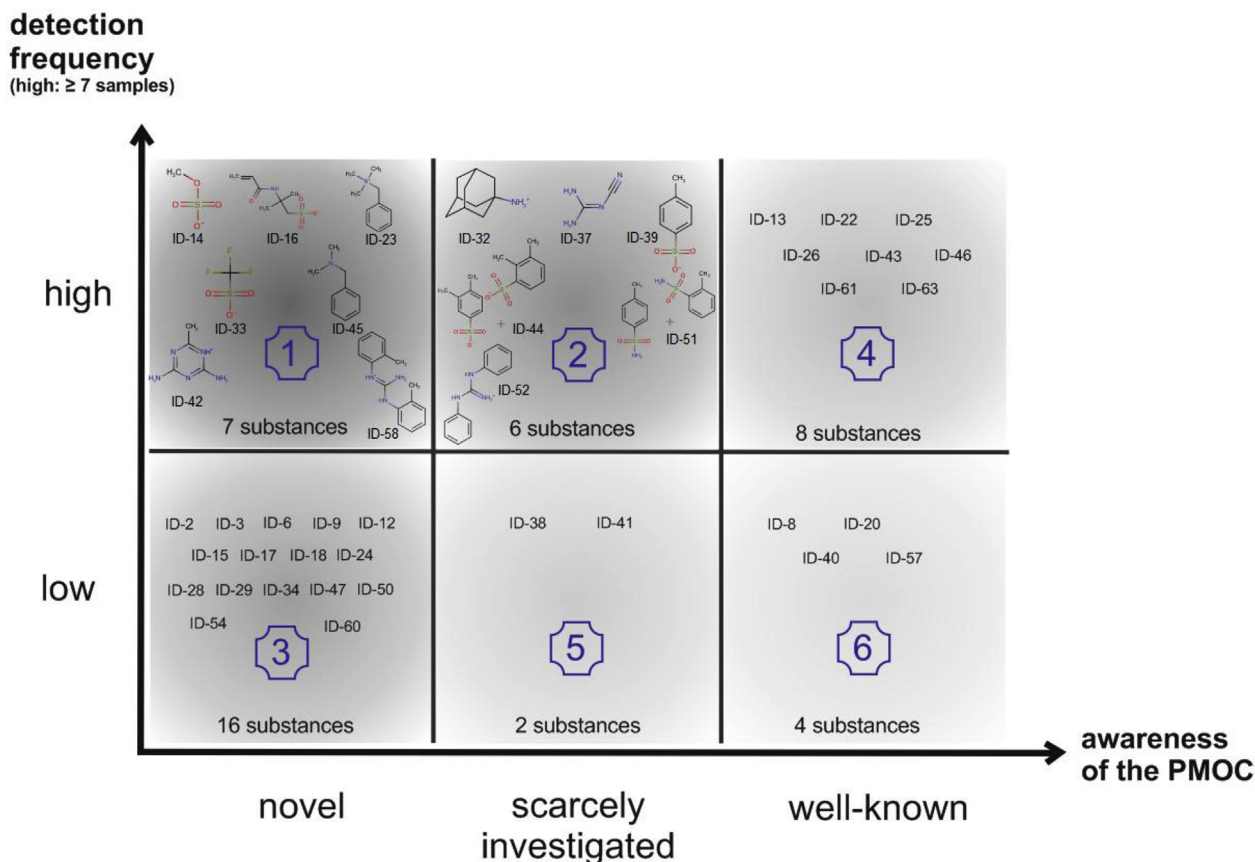 detection
frequency
(high: ≥ 7 samples)
high
ID-14
ID-16
ID-23
ID-33
ID-45
1
ID-42
ID-58
7 substances
ID-32
ID-37
ID-39
ID-44
ID-51
2
ID-52
6 substances
ID-13 ID-22 ID-25
ID-26 ID-43 ID-46
ID-61 ID-63
4
8 substances
low
ID-2 ID-3 ID-6 ID-9 ID-12
ID-15 ID-17 ID-18 ID-24
ID-28 ID-29 ID-34 ID-47 ID-50
ID-54 ID-60
3
16 substances
ID-38 ID-41
5
2 substances
ID-8 ID-20
ID-40 ID-57
6
4 substances
awareness
of the PMOC
novel
scarcely
investigated
well-known